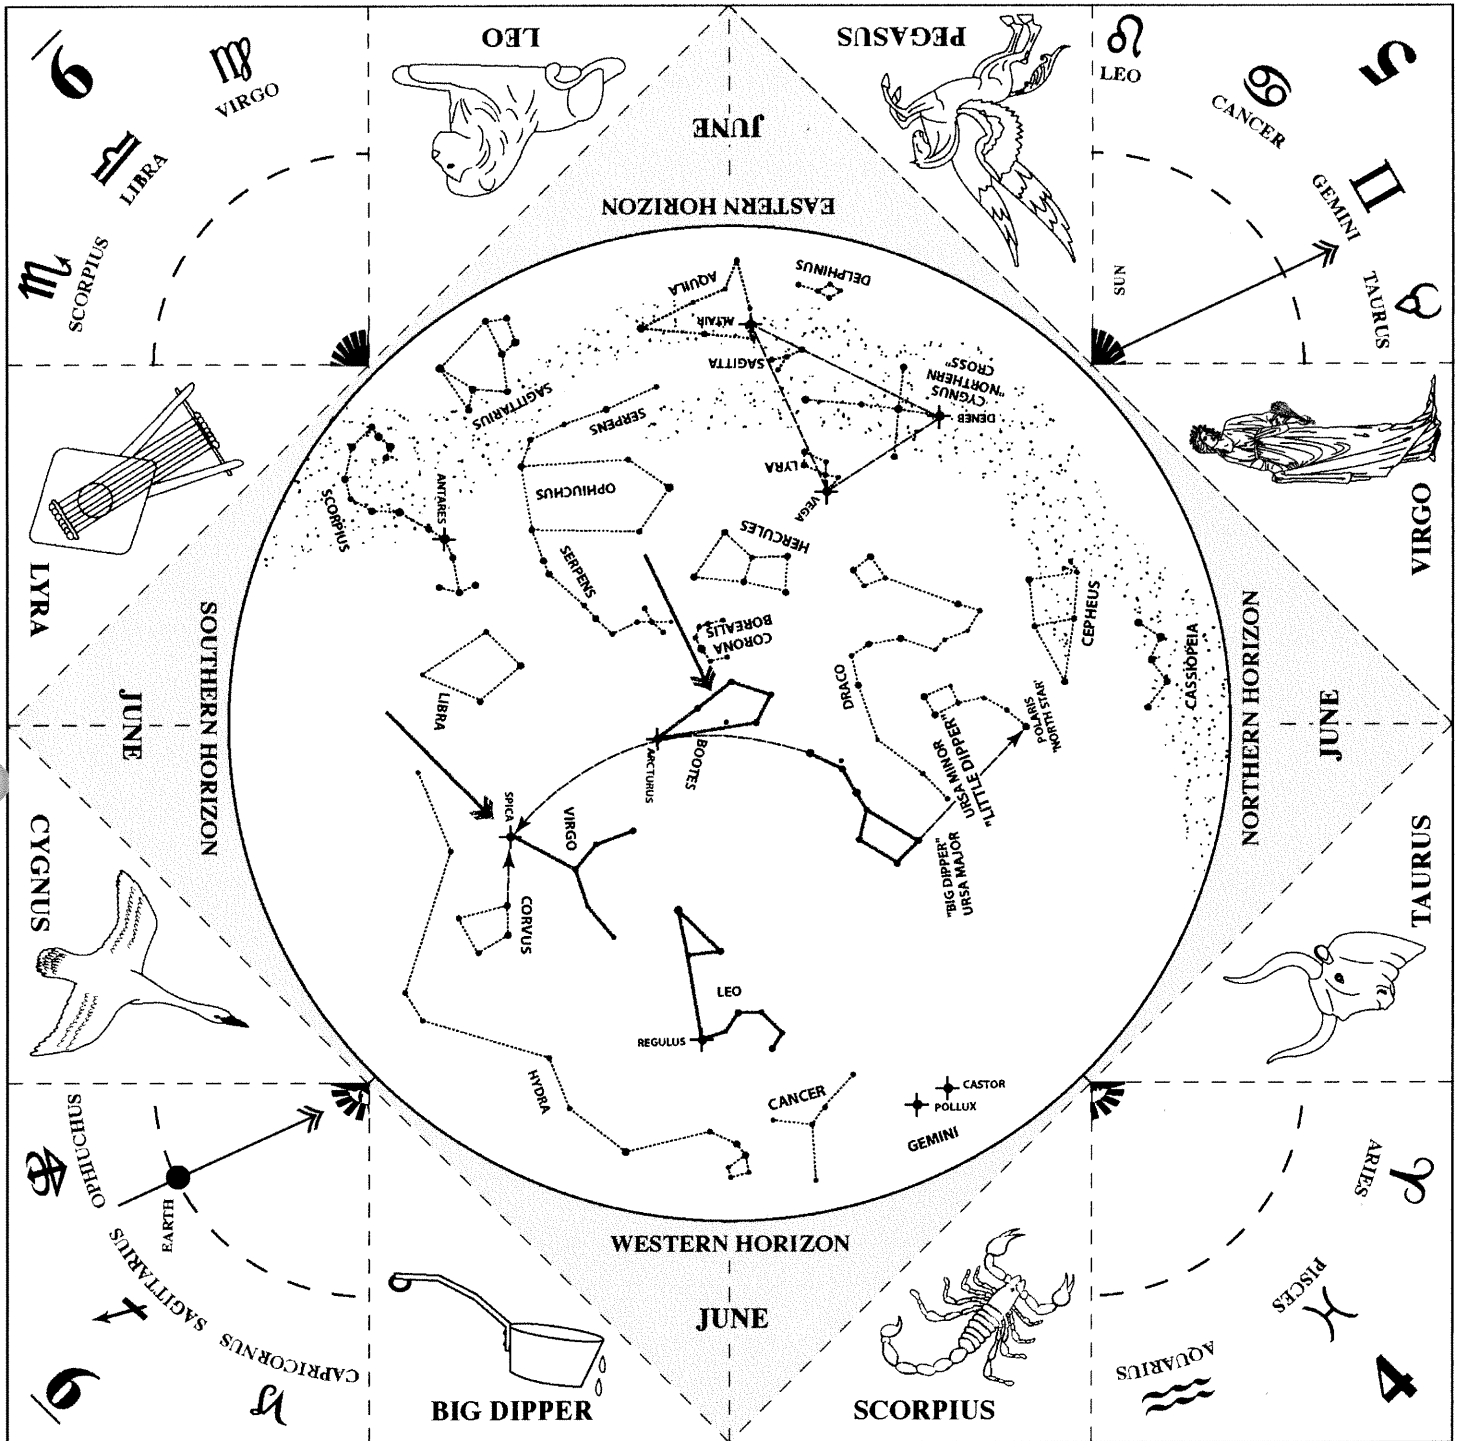 9
VIRGO
LIBRA
SCORPIUS
LEO
JUNE
PEGASUS
LEO
CANCER
GEMINI
TAURUS
5
SUN
EASTERN HORIZON
LYRA
SOUTHERN HORIZON
JUNE
CYGNUS
VIRGO
NORTHERN HORIZON
JUNE
TAURUS
AQUILA
DELPHINUS
ALTAIR
SAGITTA
CYGNUS
"NORTHERN
CROSS"
DENEB
SAGITTARIUS
SERPENS
LYRA
VEGA
OPHIUCHUS
SCORPIUS
ANTARES
HERCULES
SERPENS
CORONA
BOREALIS
CEPHEUS
CASSIOPEIA
DRACO
LIBRA
POLARIS
"NORTH STAR"
URSA MINOR
"LITTLE DIPPER"
BOOTES
ARCTURUS
SPICA
VIRGO
"BIG DIPPER"
URSA MAJOR
CORVUS
LEO
REGULUS
HYDRA
CANCER
CASTOR
POLLUX
GEMINI
OPHIUCHUS
EARTH
SAGITTARIUS
CAPRICORNUS
6
WESTERN HORIZON
JUNE
BIG DIPPER
SCORPIUS
ARIES
PISCES
AQUARIUS
4